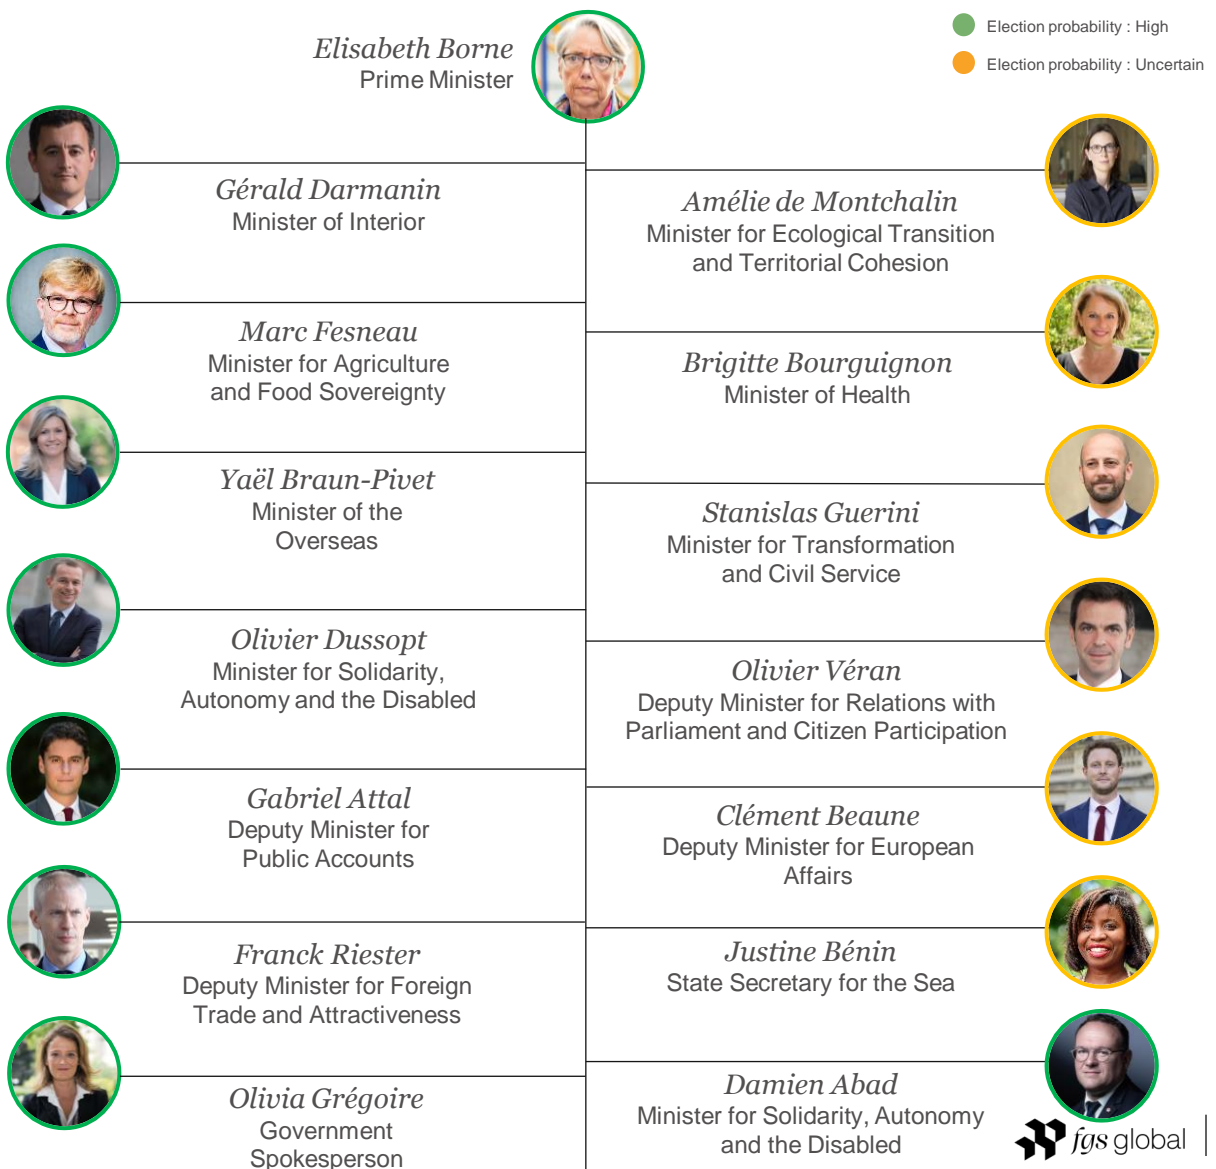 Elisabeth Borne
Prime Minister
Election probability : High
Election probability : Uncertain
Gérald Darmanin
Minister of Interior
Marc Fesneau
Minister for Agriculture
and Food Sovereignty
Yaël Braun-Pivet
Minister of the
Overseas
Olivier Dussopt
Minister for Solidarity,
Autonomy and the Disabled
Gabriel Attal
Deputy Minister for
Public Accounts
Franck Riester
Deputy Minister for Foreign
Trade and Attractiveness
Olivia Grégoire
Government
Spokesperson
Amélie de Montchalin
Minister for Ecological Transition
and Territorial Cohesion
Brigitte Bourguignon
Minister of Health
Stanislas Guerini
Minister for Transformation
and Civil Service
Olivier Véran
Deputy Minister for Relations with
Parliament and Citizen Participation
Clément Beaune
Deputy Minister for European
Affairs
Justine Bénin
State Secretary for the Sea
Damien Abad
Minister for Solidarity, Autonomy
and the Disabled
fgs global